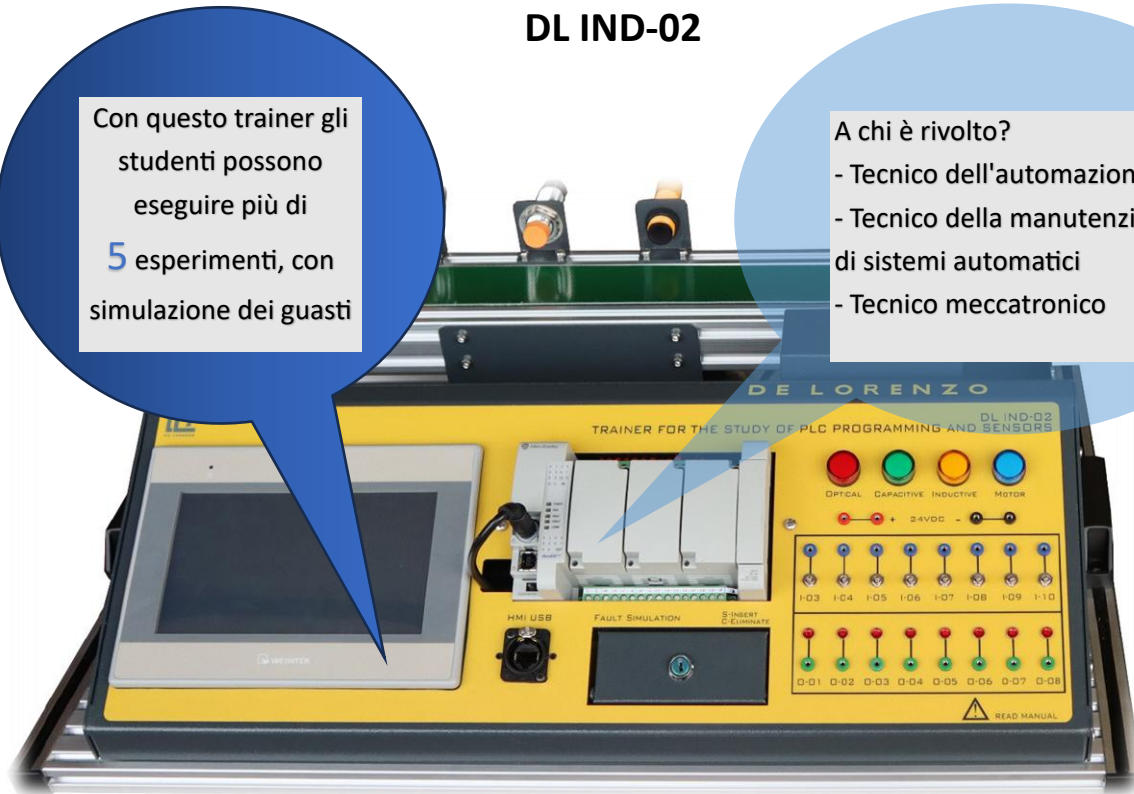 DL IND-02
Con questo trainer gli
studenti possono
eseguire più di
5 esperimenti, con
simulazione dei guasti
A chi è rivolto?
- Tecnico dell'automazion
- Tecnico della manutenzi
di sistemi automatici
- Tecnico meccatronico
DE LORENZO
DL IND-02
TRAINER FOR THE STUDY OF PLC PROGRAMMING AND SENSORS
OPTICAL CAPACITIVE INDUCTIVE MOTOR
+ 24VDC -
I-03 I-04 I-05 I-06 I-07 I-08 I-09 I-10
HMI USB
FAULT SIMULATION
S-INSERT
C-ELIMINATE
O-01 O-02 O-03 O-04 O-05 O-06 O-07 O-08
WEINTEK
READ MANUAL